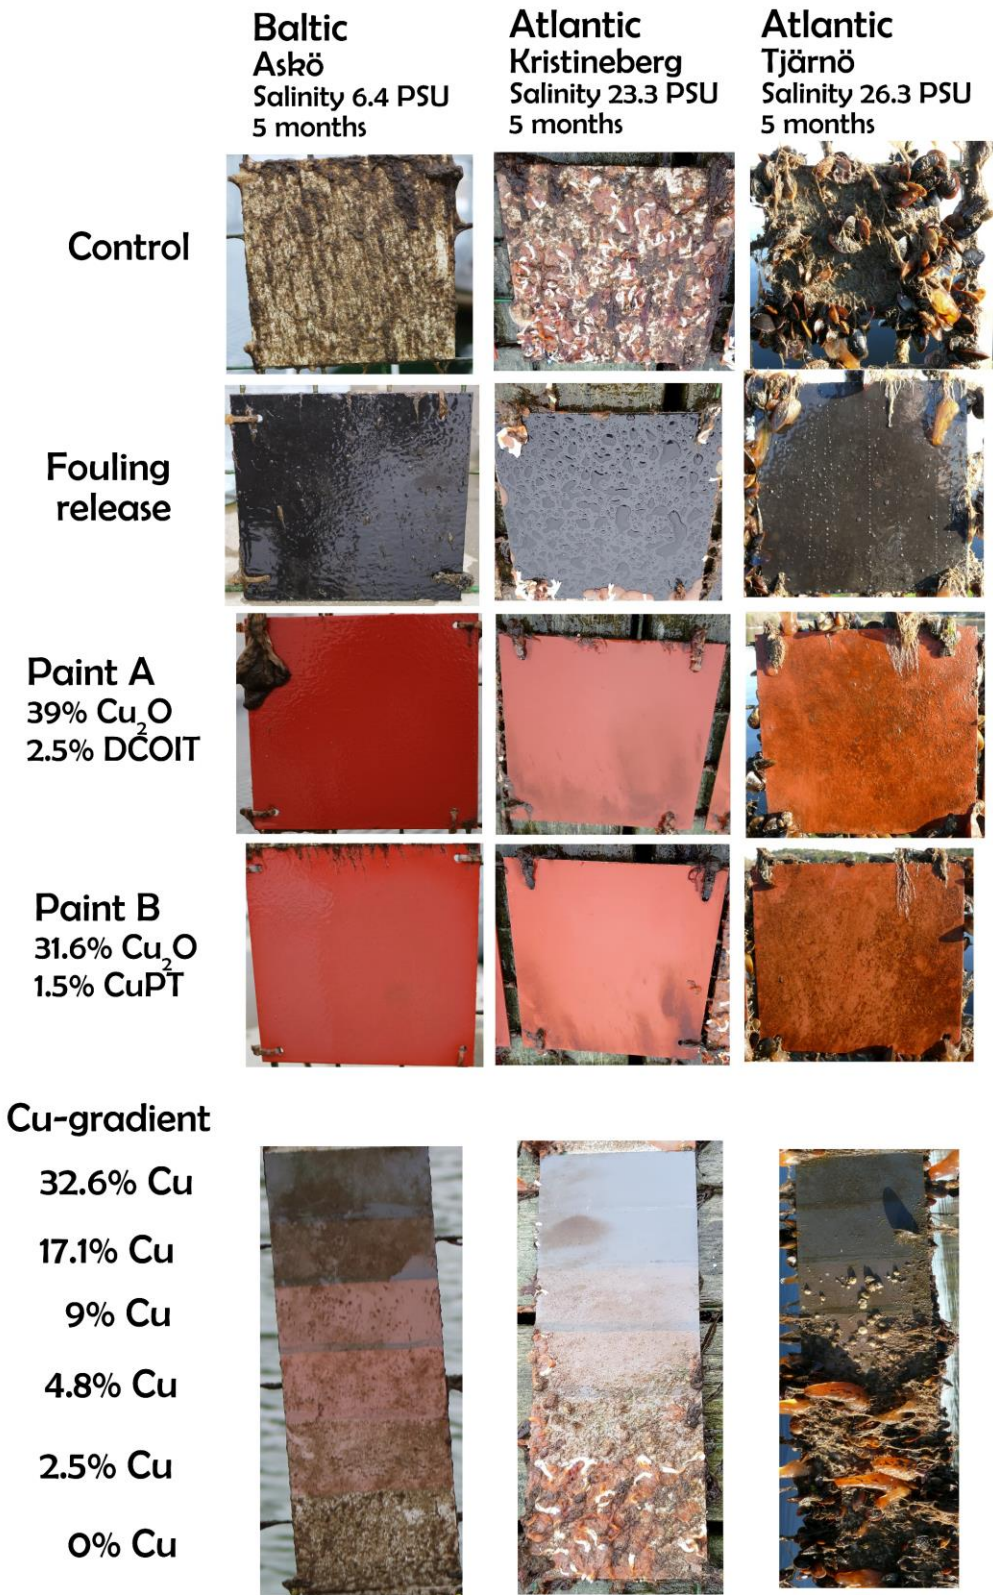 Baltic
Askö
Salinity 6.4 PSU
5 months
Atlantic
Kristineberg
Salinity 23.3 PSU
5 months
Atlantic
Tjärnö
Salinity 26.3 PSU
5 months
Control
Fouling
release
Paint A
39% Cu₂O
2.5% DCOIT
Paint B
31.6% Cu₂O
1.5% CuPT
Cu-gradient
32.6% Cu
17.1% Cu
9% Cu
4.8% Cu
2.5% Cu
0% Cu